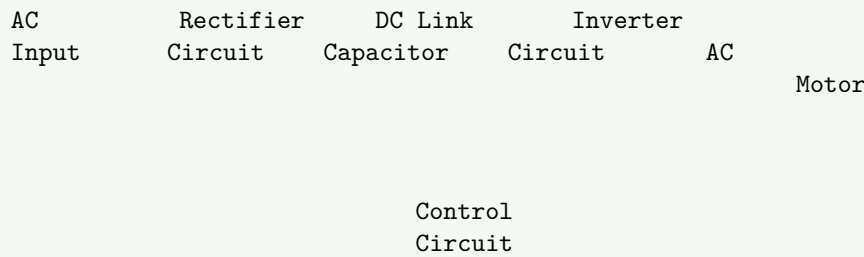 AC Rectifier DC Link Inverter
Input Circuit Capacitor Circuit AC
Motor
Control
Circuit